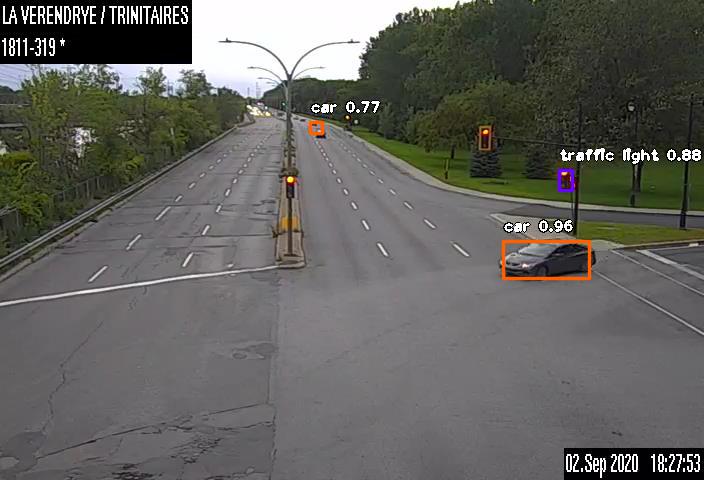 LA VERENDRYE / TRINITAIRES
1811-319 *
car 0.77
traffic light 0.88
car 0.96
02.Sep 2020 18:27:53